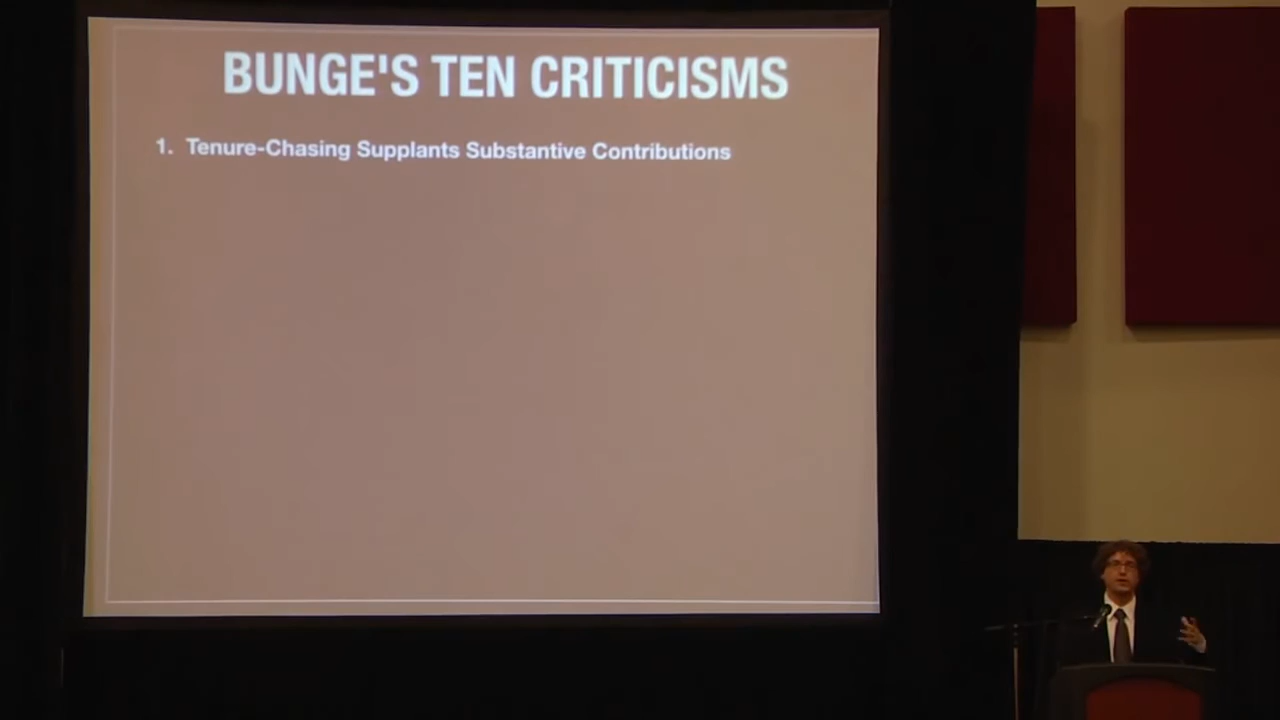 BUNGE'S TEN CRITICISMS
1. Tenure-Chasing Supplants Substantive Contributions